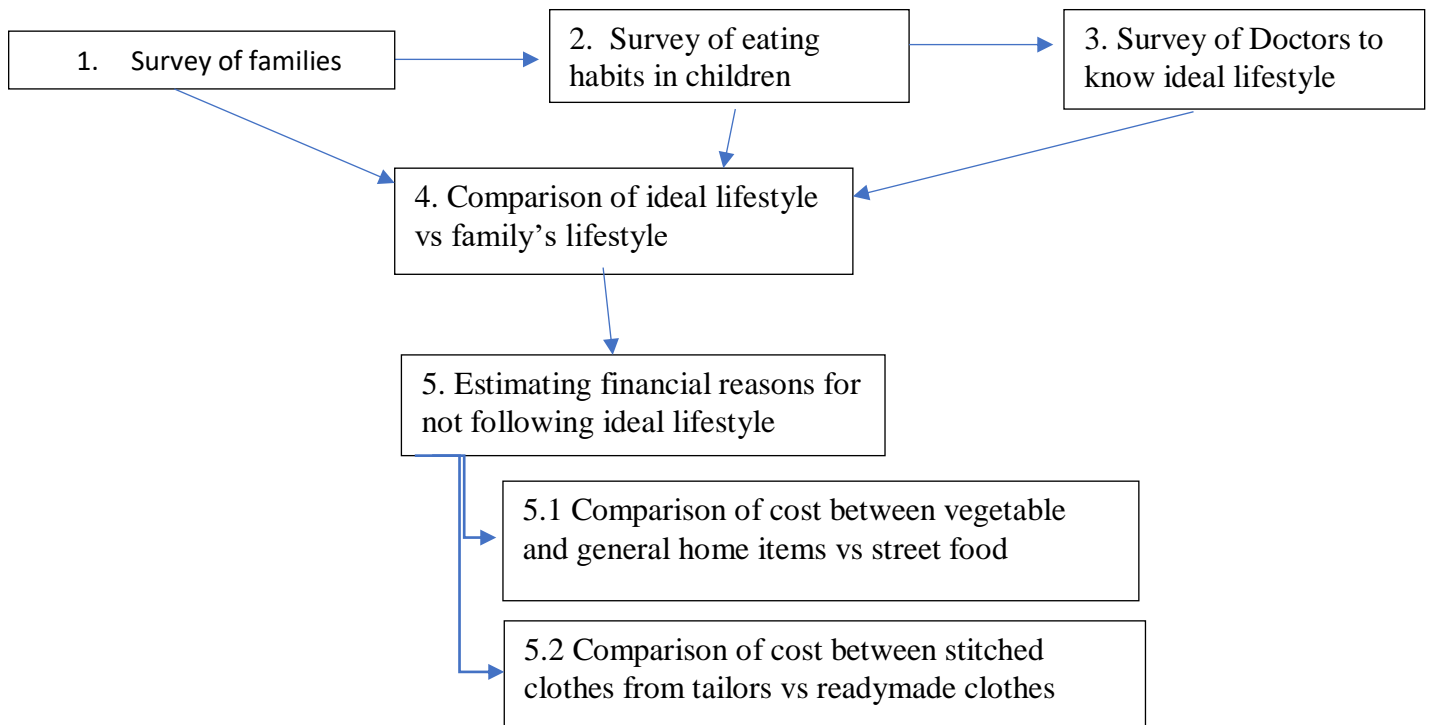 1. Survey of families
2. Survey of eating
habits in children
3. Survey of Doctors to
know ideal lifestyle
4. Comparison of ideal lifestyle
vs family’s lifestyle
5. Estimating financial reasons for
not following ideal lifestyle
5.1 Comparison of cost between vegetable
and general home items vs street food
5.2 Comparison of cost between stitched
clothes from tailors vs readymade clothes